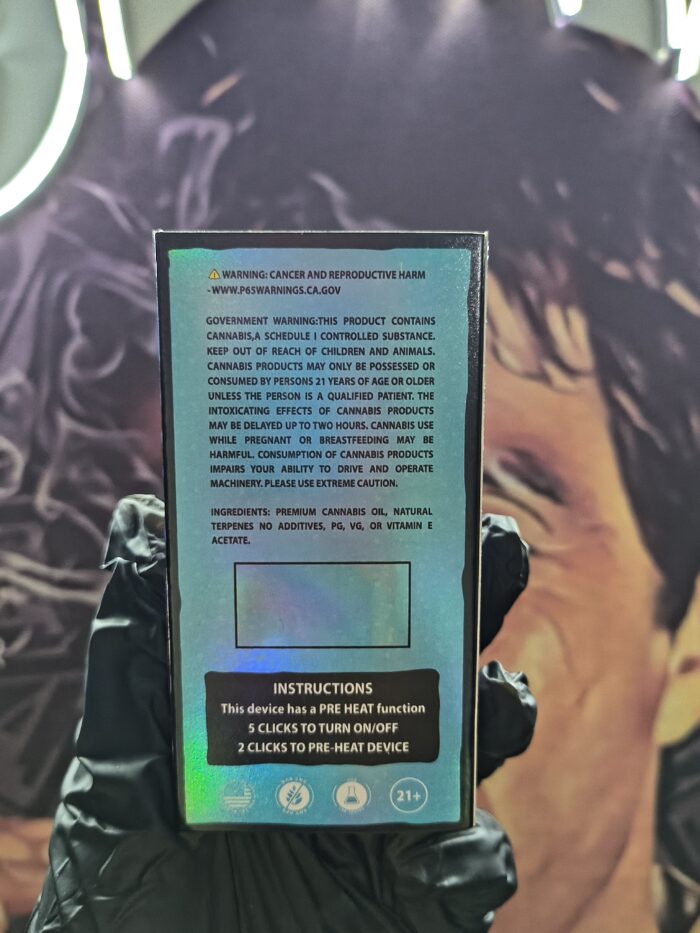 ⚠ WARNING: CANCER AND REPRODUCTIVE HARM
- WWW.P65WARNINGS.CA.GOV
GOVERNMENT WARNING:THIS PRODUCT CONTAINS
CANNABIS,A SCHEDULE I CONTROLLED SUBSTANCE.
KEEP OUT OF REACH OF CHILDREN AND ANIMALS.
CANNABIS PRODUCTS MAY ONLY BE POSSESSED OR
CONSUMED BY PERSONS 21 YEARS OF AGE OR OLDER
UNLESS THE PERSON IS A QUALIFIED PATIENT. THE
INTOXICATING EFFECTS OF CANNABIS PRODUCTS
MAY BE DELAYED UP TO TWO HOURS. CANNABIS USE
WHILE PREGNANT OR BREASTFEEDING MAY BE
HARMFUL. CONSUMPTION OF CANNABIS PRODUCTS
IMPAIRS YOUR ABILITY TO DRIVE AND OPERATE
MACHINERY. PLEASE USE EXTREME CAUTION.
INGREDIENTS: PREMIUM CANNABIS OIL, NATURAL
TERPENES NO ADDITIVES, PG, VG, OR VITAMIN E
ACETATE.
INSTRUCTIONS
This device has a PRE HEAT function
5 CLICKS TO TURN ON/OFF
2 CLICKS TO PRE-HEAT DEVICE
21+